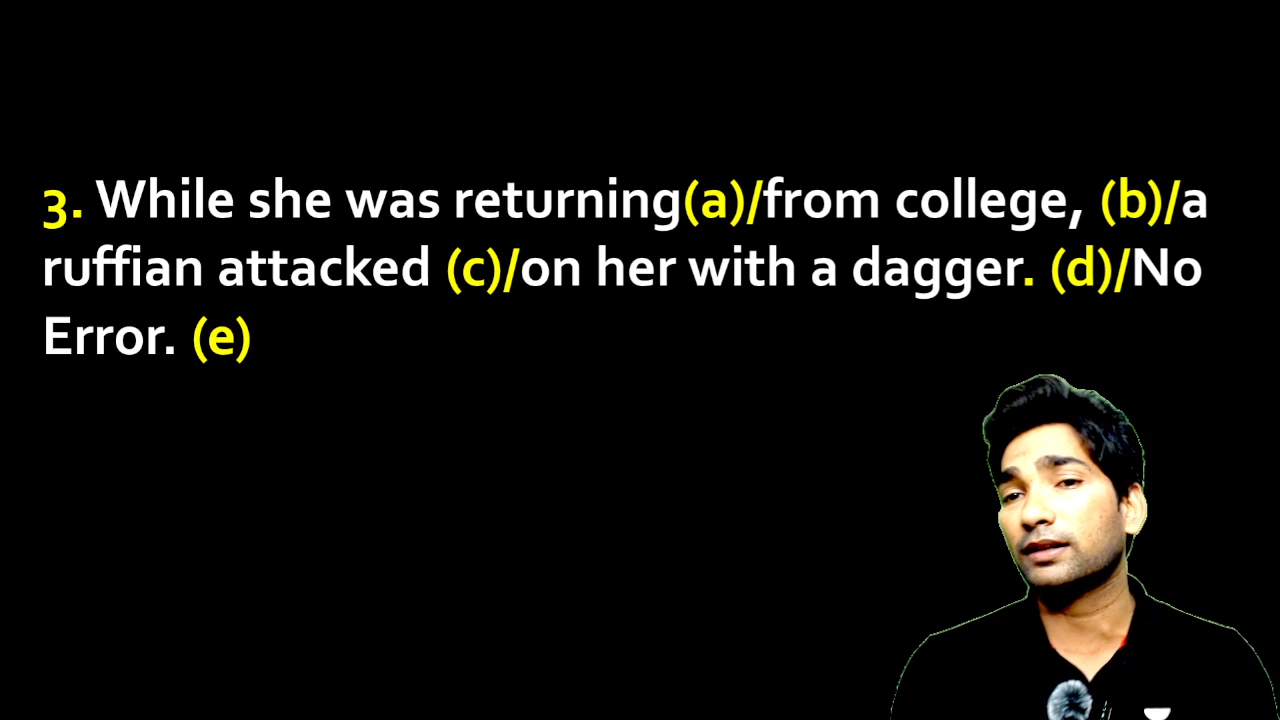 3. While she was returning(a)/from college, (b)/a
ruffian attacked (c)/on her with a dagger. (d)/No
Error. (e)